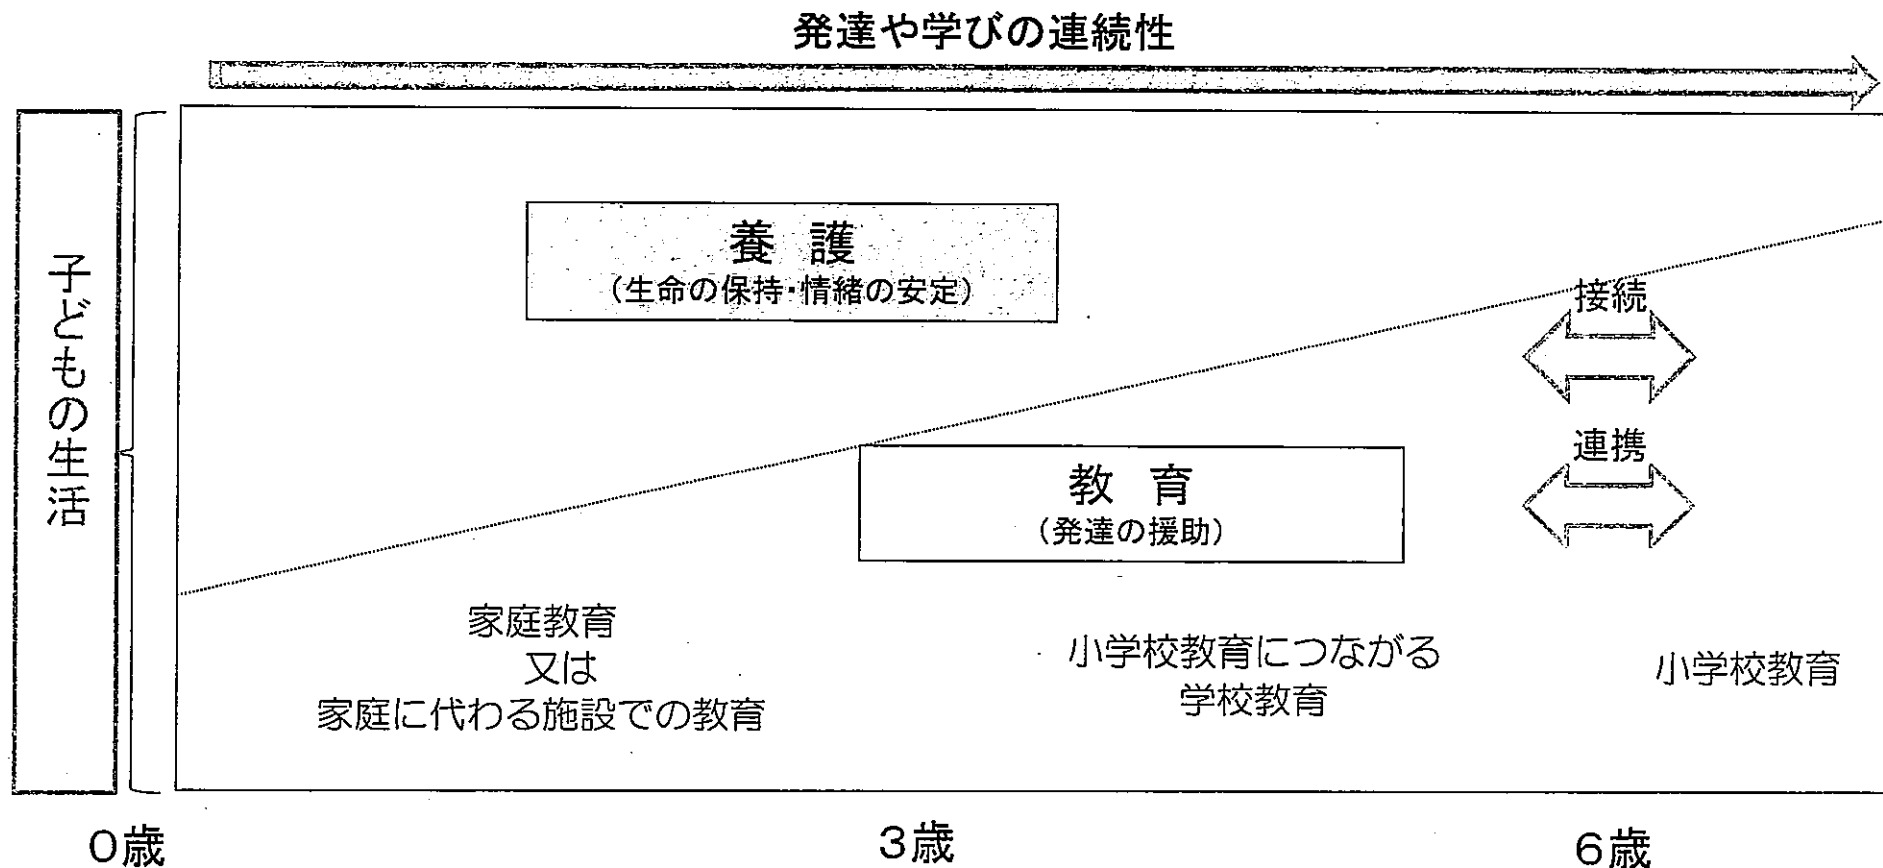 発達や学びの連続性
子どもの生活
養 護
(生命の保持・情緒の安定)
接続
連携
教 育
(発達の援助)
家庭教育
又は
家庭に代わる施設での教育
小学校教育につながる
学校教育
小学校教育
0歳
3歳
6歳